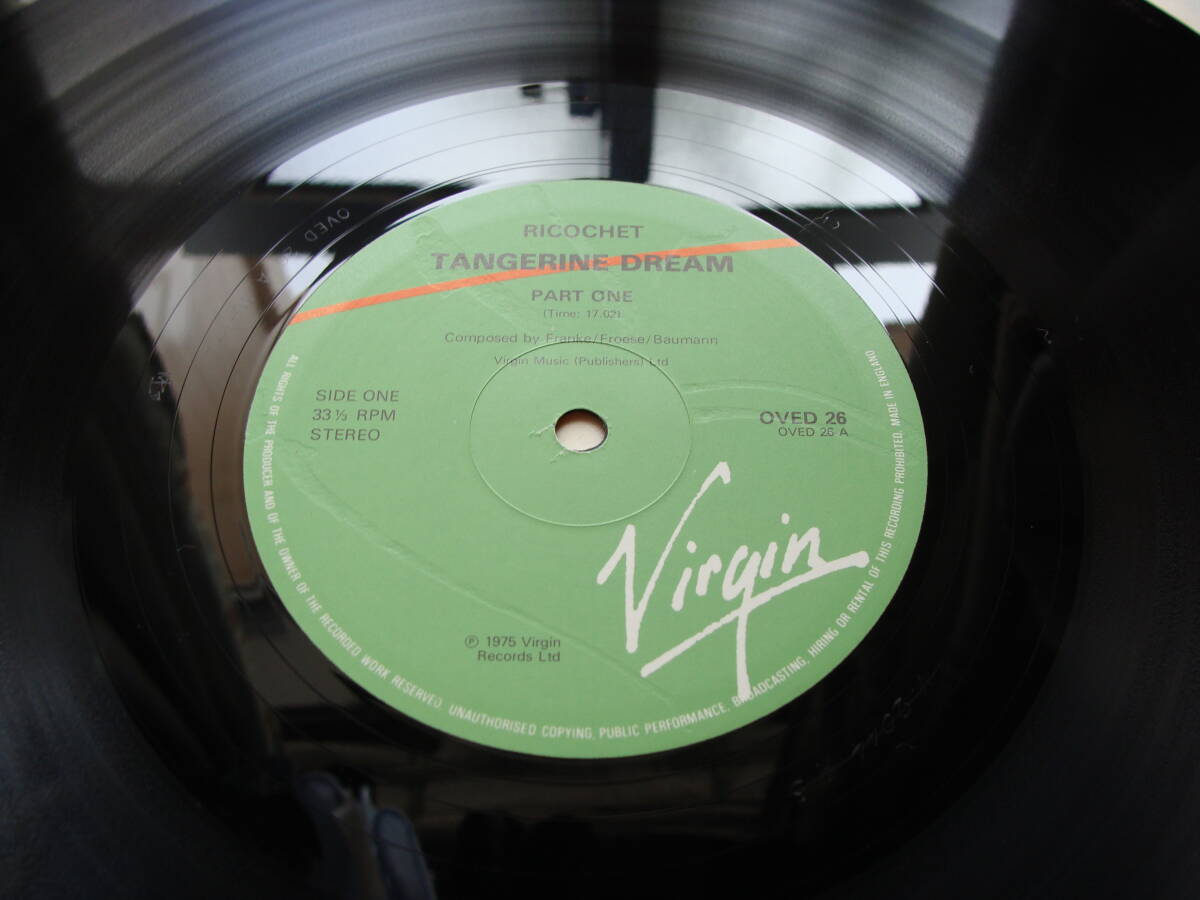 RICOCHET
TANGERINE DREAM
PART ONE
(Time: 17.02)
Composed by Franke/Froese/Baumann
Virgin Music (Publishers) Ltd
SIDE ONE
33 ⅓ RPM
STEREO
OVED 26
OVED 26 A
Virgin
℗ 1975 Virgin
Records Ltd
ALL RIGHTS OF THE PRODUCER AND OF THE OWNER OF THE RECORDED WORK RESERVED. UNAUTHORISED COPYING, PUBLIC PERFORMANCE, BROADCASTING, HIRING OR RENTAL OF THIS RECORDING PROHIBITED. MADE IN ENGLAND
OVED